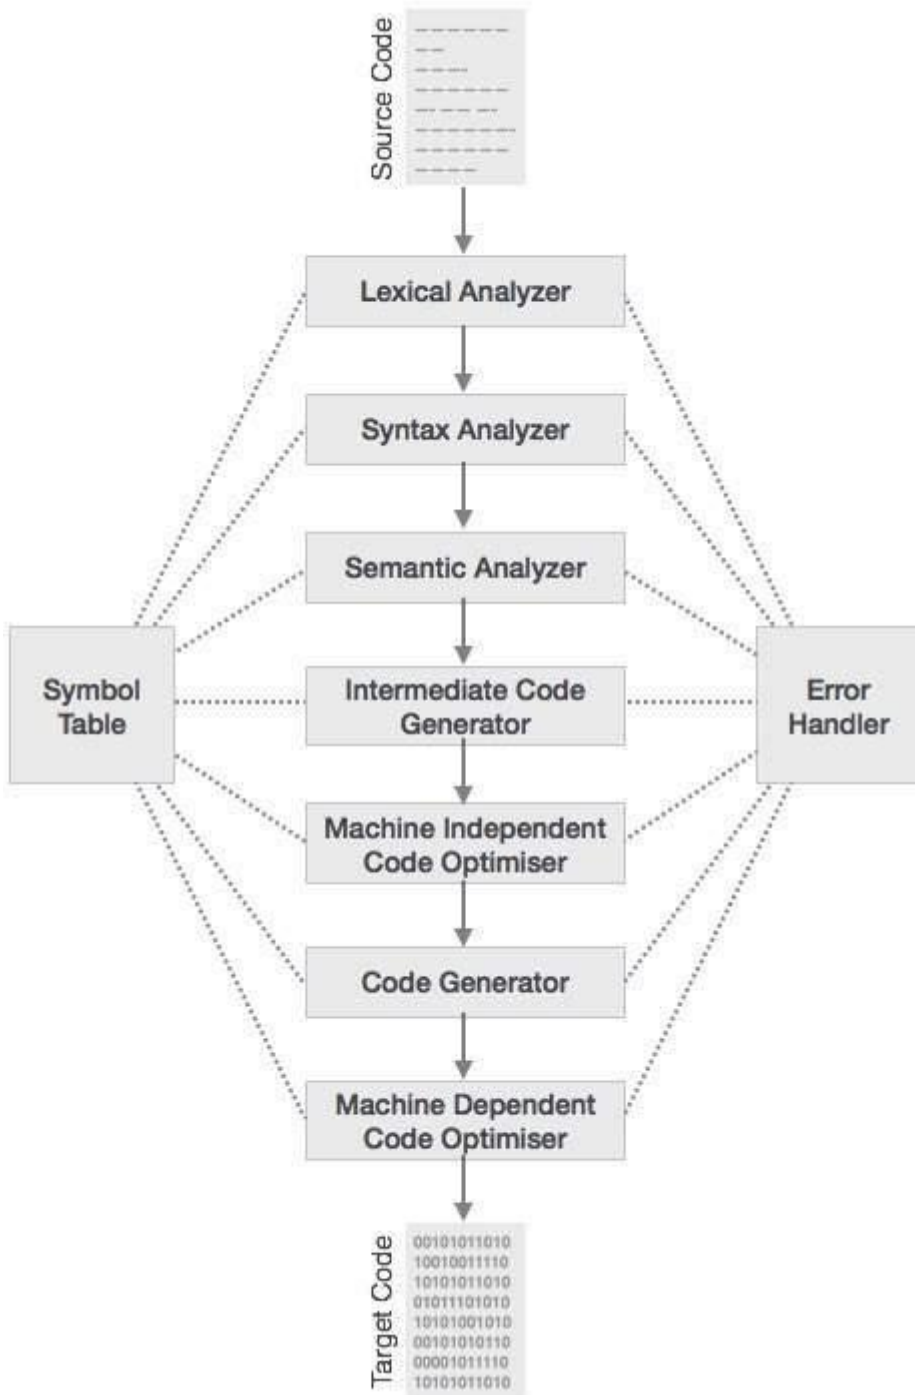 Source Code
Lexical Analyzer
Syntax Analyzer
Semantic Analyzer
Symbol
Table
Intermediate Code
Generator
Error
Handler
Machine Independent
Code Optimiser
Code Generator
Machine Dependent
Code Optimiser
Target Code
00101011010
10010011110
10101011010
01011101010
10101001010
00101010110
00001011110
10101011010